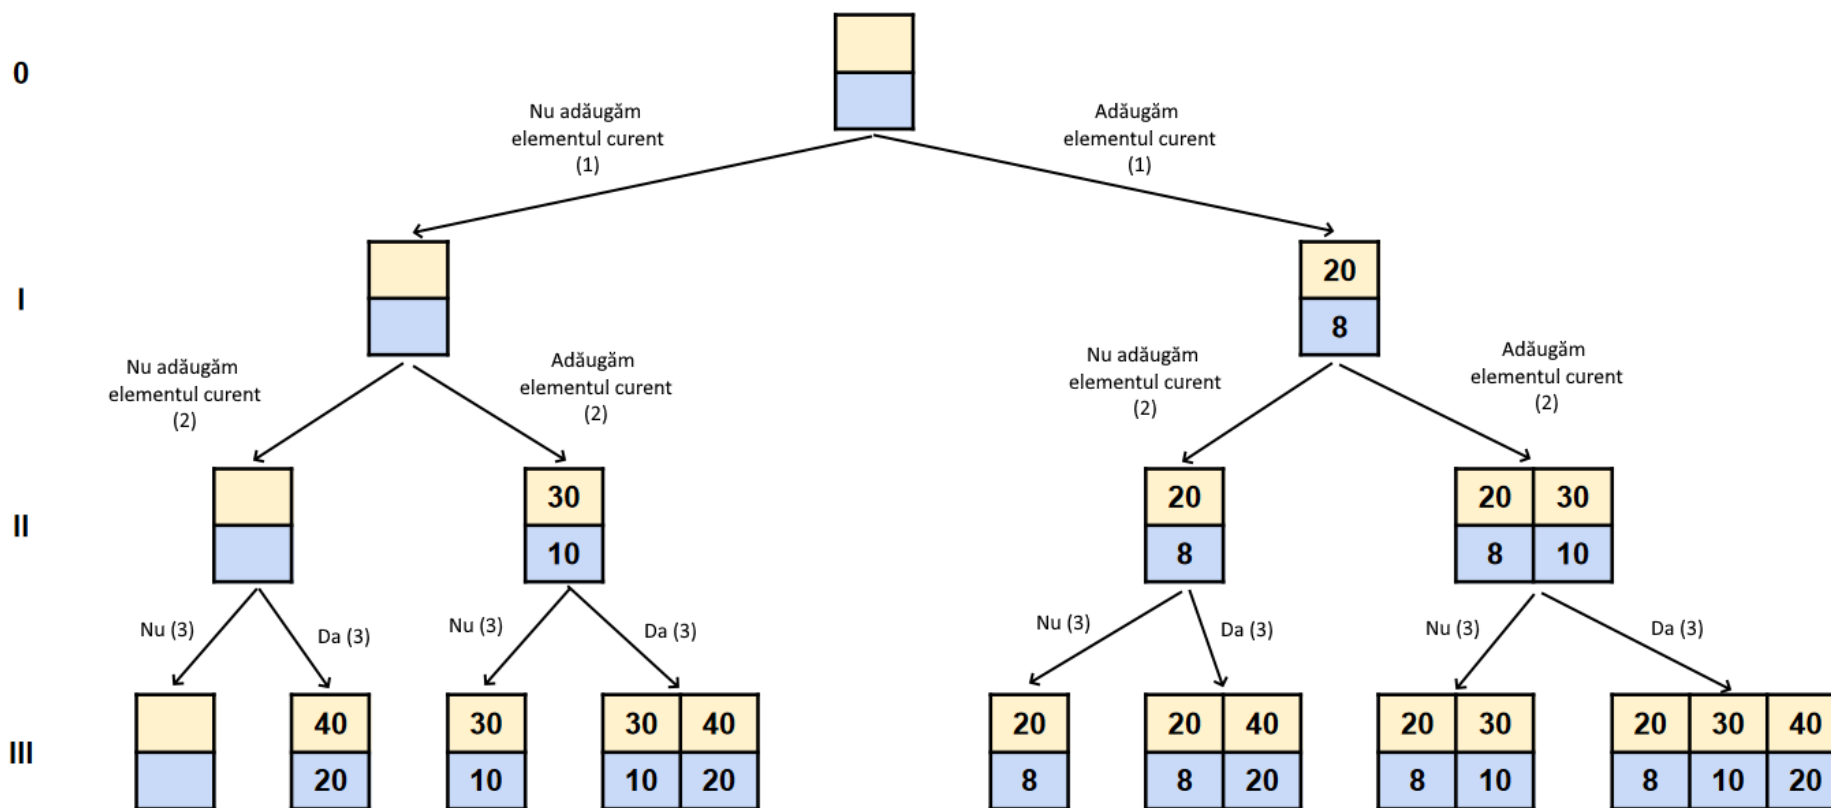 0
Nu adăugăm
elementul curent
(1)
Adăugăm
elementul curent
(1)
I
20
8
Nu adăugăm
elementul curent
(2)
Adăugăm
elementul curent
(2)
Nu adăugăm
elementul curent
(2)
Adăugăm
elementul curent
(2)
II
30
10
20
8
20 30
8 10
Nu (3)
Da (3)
Nu (3)
Da (3)
Nu (3)
Da (3)
Nu (3)
Da (3)
III
40
20
30
10
30 40
10 20
20
8
20 40
8 20
20 30
8 10
20 30 40
8 10 20